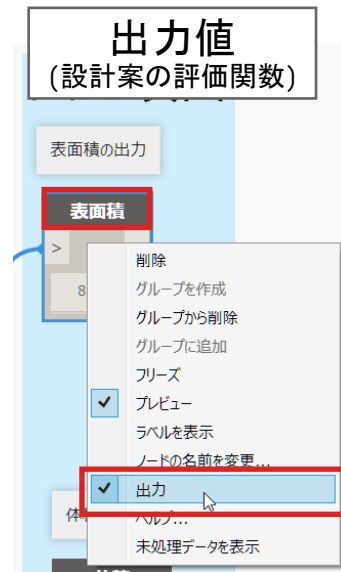 出力値
(設計案の評価関数)
表面積の出力
表面積
>
8
削除
グループを作成
グループから削除
グループに追加
フリーズ
プレビュー
ラベルを表示
ノードの名前を変更...
出力
ヘルプ...
未処理データを表示
体